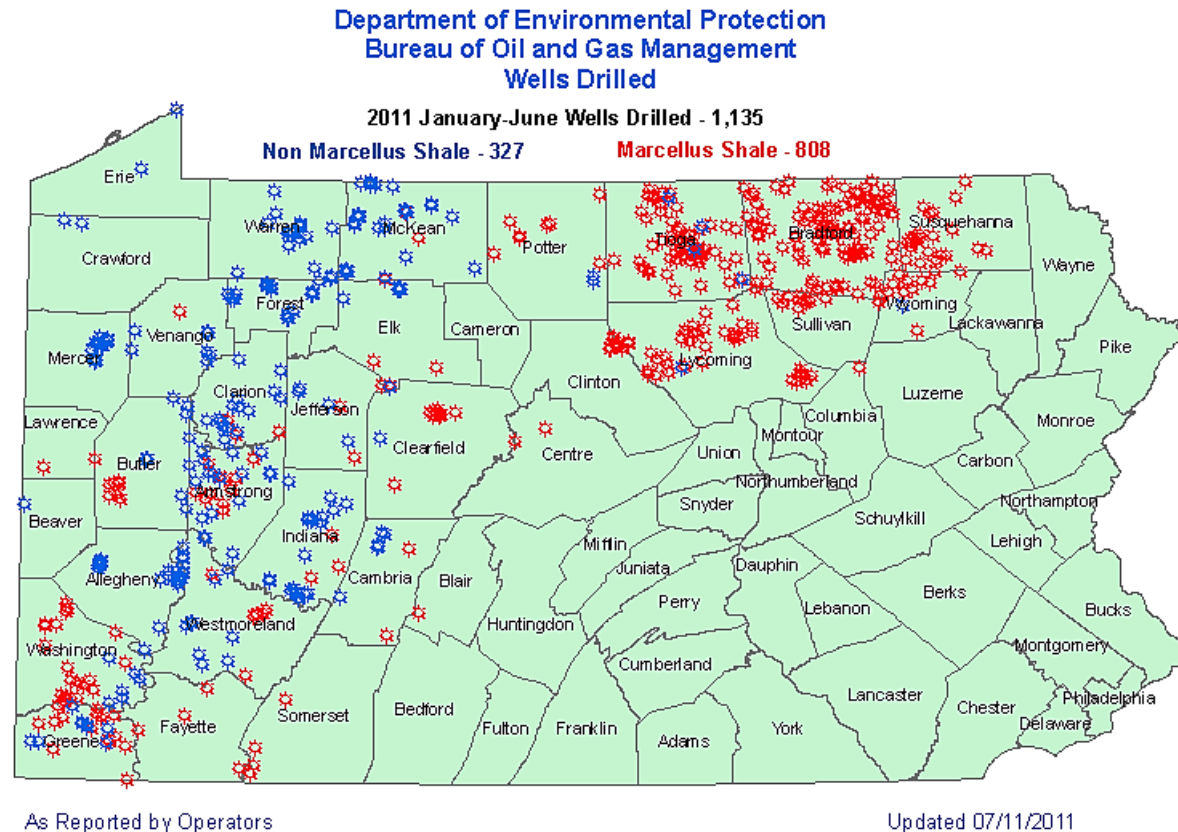 Department of Environmental Protection
Bureau of Oil and Gas Management
Wells Drilled
2011 January-June Wells Drilled - 1,135
Non Marcellus Shale - 327 Marcellus Shale - 808
Erie
Warren McKean Potter Tioga Bradford Susquehanna
Crawford Wayne
Forest Wyoming
Venango Elk Cameron Sullivan Lackawanna
Mercer Lycoming Pike
Clarion Clinton
Jefferson Luzerne
Lawrence Columbia Monroe
Montour
Butler Clearfield Centre Union Carbon
Armstrong Northumberland
Snyder Northampton
Beaver Schuylkill
Indiana Mifflin Lehigh
Allegheny Cambria Blair Juniata Dauphin
Berks
Perry Lebanon Bucks
Westmoreland Huntingdon
Washington Montgomery
Cumberland
Lancaster Philadelphia
Somerset Bedford Chester
Greene Fayette Fulton Franklin York Delaware
Adams
As Reported by Operators Updated 07/11/2011